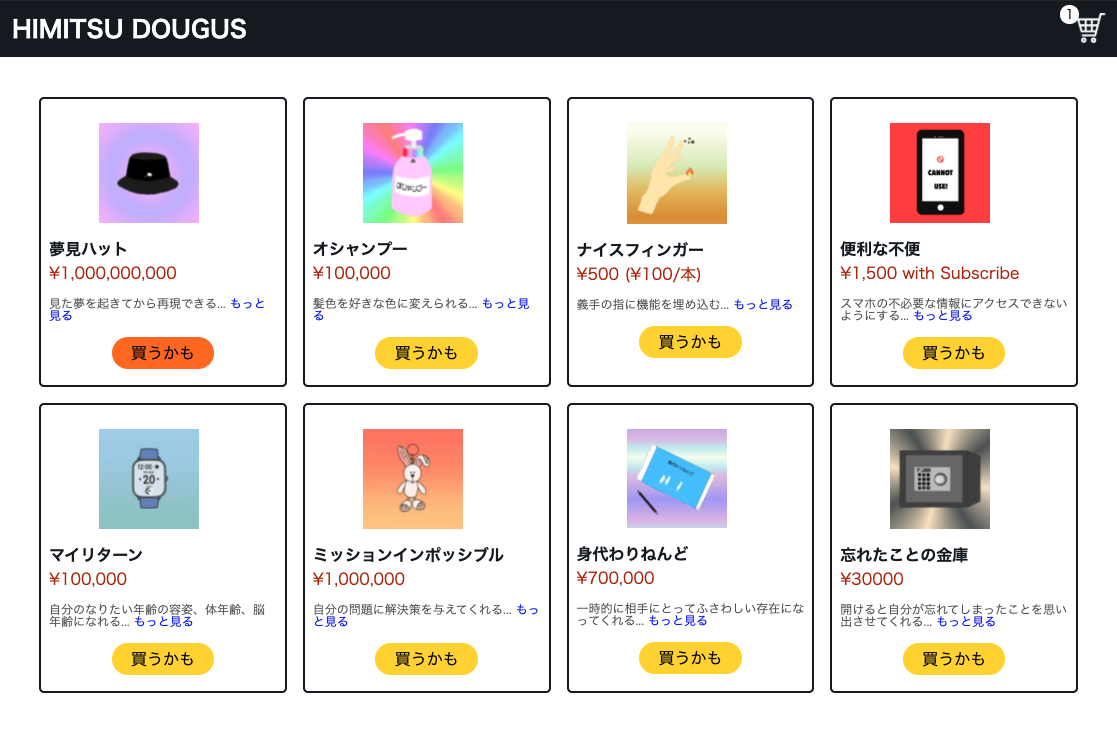 HIMITSU DOUGUS
1
オシャンプー
CANNOT
USE!
夢見ハット
¥1,000,000,000
見た夢を起きてから再現できる... もっと
見る
買うかも
オシャンプー
¥100,000
髪色を好きな色に変えられる... もっと見
る
買うかも
ナイスフィンガー
¥500 (¥100/本)
義手の指に機能を埋め込む... もっと見る
買うかも
便利な不便
¥1,500 with Subscribe
スマホの不必要な情報にアクセスできない
ようにする... もっと見る
買うかも
12:00
20
身代わりねんど
マイリターン
¥100,000
自分のなりたい年齢の容姿、体年齢、脳
年齢になれる... もっと見る
買うかも
ミッションインポッシブル
¥1,000,000
自分の問題に解決策を与えてくれる... もっ
と見る
買うかも
身代わりねんど
¥700,000
一時的に相手にとってふさわしい存在にな
ってくれる... もっと見る
買うかも
忘れたことの金庫
¥30000
開けると自分が忘れてしまったことを思い
出させてくれる... もっと見る
買うかも